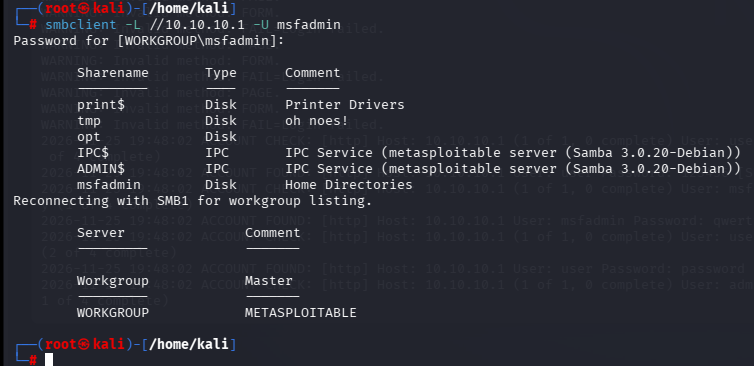 ┌──(root㉿kali)-[/home/kali]
└─# smbclient -L //10.10.10.1 -U msfadmin
Password for [WORKGROUP\msfadmin]:

        Sharename       Type      Comment
        ---------       ----      -------
        print$          Disk      Printer Drivers
        tmp             Disk      oh noes!
        opt             Disk
        IPC$            IPC       IPC Service (metasploitable server (Samba 3.0.20-Debian))
        ADMIN$          IPC       IPC Service (metasploitable server (Samba 3.0.20-Debian))
        msfadmin        Disk      Home Directories
Reconnecting with SMB1 for workgroup listing.

        Server               Comment
        ---------            -------

        Workgroup            Master
        ---------            -------
        WORKGROUP            METASPLOITABLE

┌──(root㉿kali)-[/home/kali]
└─#